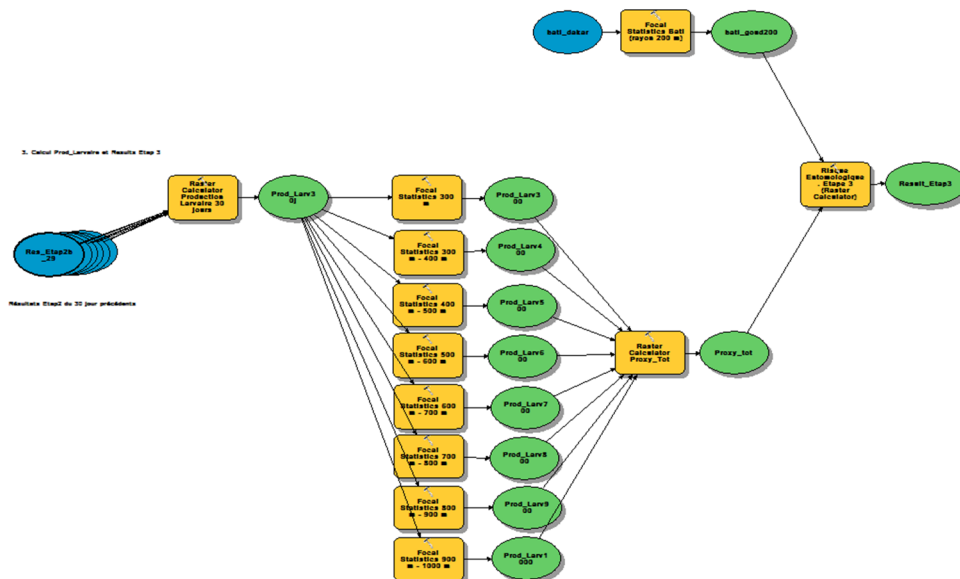 bati_dakar
Focal
Statistics Bati
(rayon 200 m)
bati_gond200
3. Calcul Prod_Larvaire et Resulta Etap 3
Raster
Calculator
Production
Larvaire 30
jours
Prod_Larv3
0j
Res_Etap2b
_29
Résultats Etap2 du 30 jour précédents
Focal
Statistics 300
m
Prod_Larv3
00
Focal
Statistics 300
m - 400 m
Prod_Larv4
00
Focal
Statistics 400
m - 500 m
Prod_Larv5
00
Focal
Statistics 500
m - 600 m
Prod_Larv6
00
Focal
Statistics 600
m - 700 m
Prod_Larv7
00
Focal
Statistics 700
m - 800 m
Prod_Larv8
00
Focal
Statistics 800
m - 900 m
Prod_Larv9
00
Focal
Statistics 900
m - 1000 m
Prod_Larv1
000
Raster
Calculator
Proxy_Tot
Proxy_tot
Risque
Entomologique
. Etape 3
(Raster
Calculator)
Result_Etap3